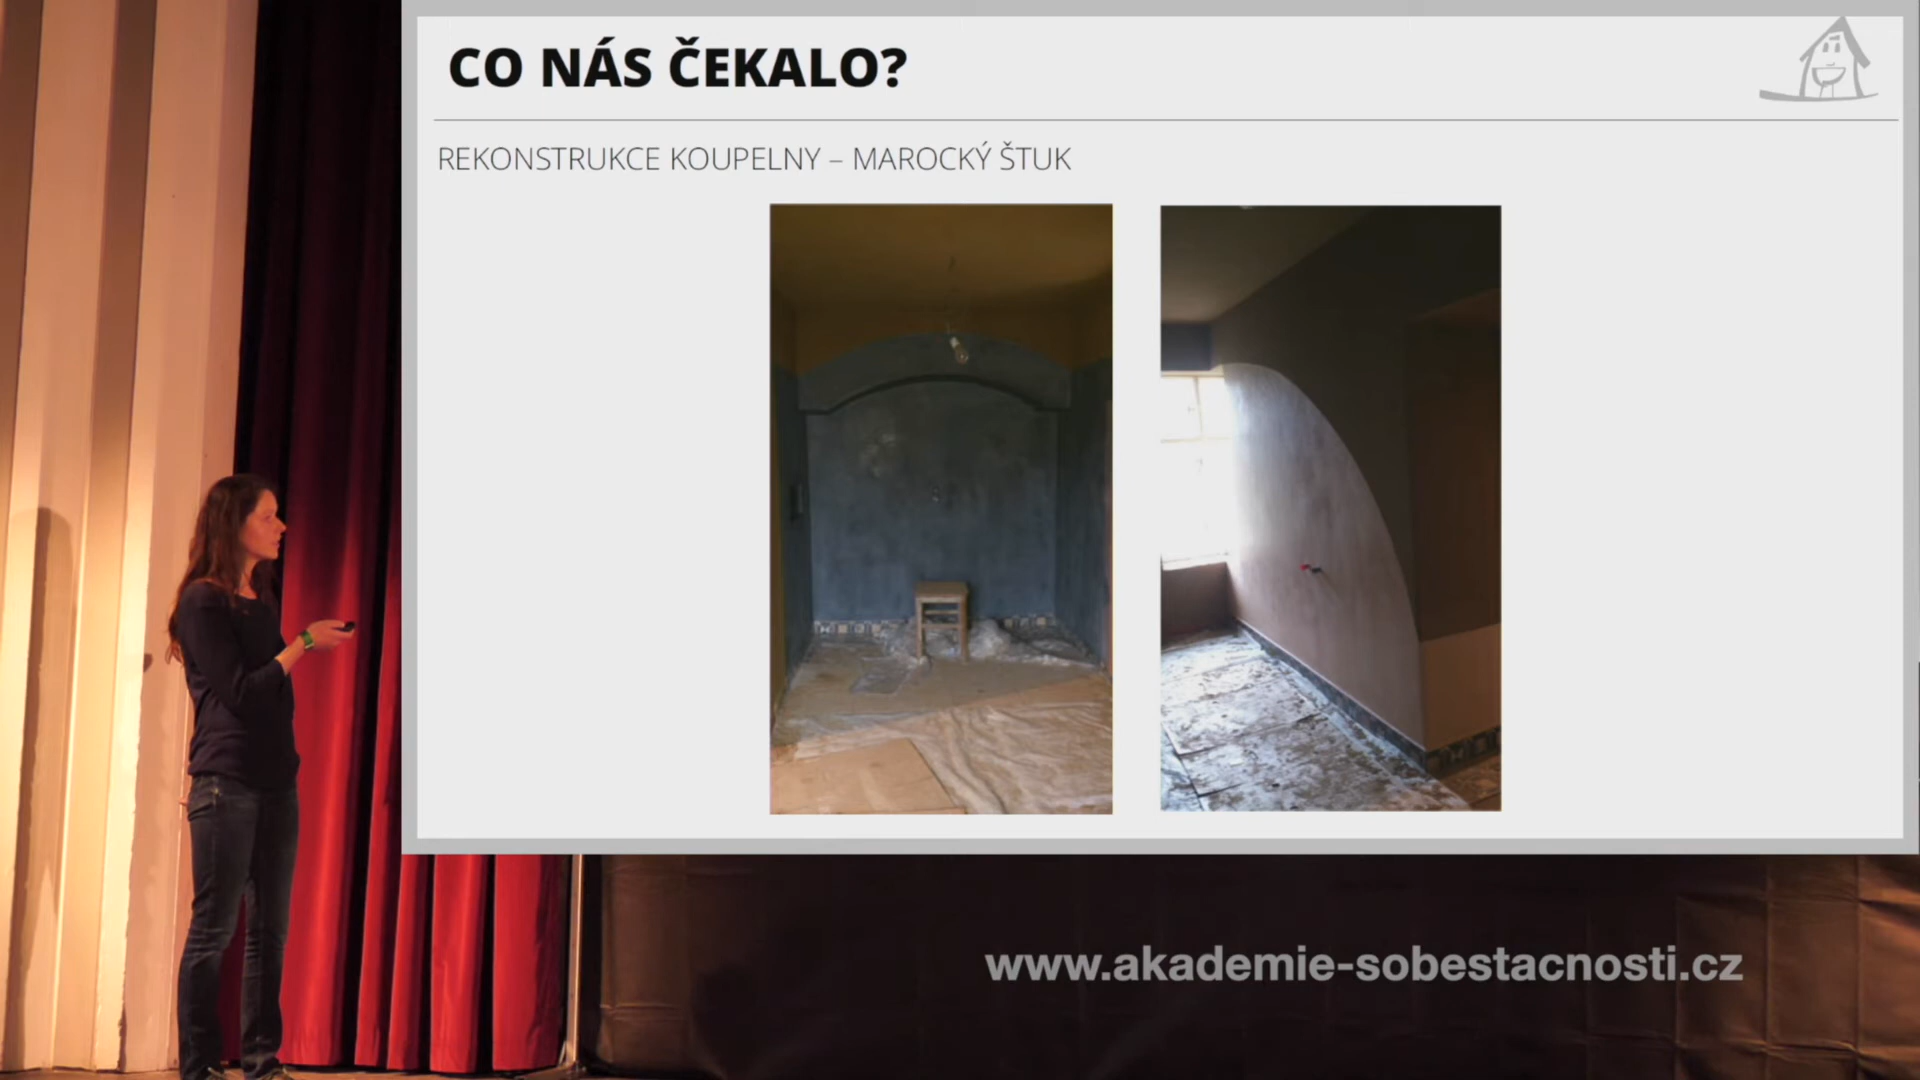 CO NÁS ČEKALO?
REKONSTRUKCE KOUPELNY – MAROCKÝ ŠTUK
www.akademie-sobestacnosti.cz